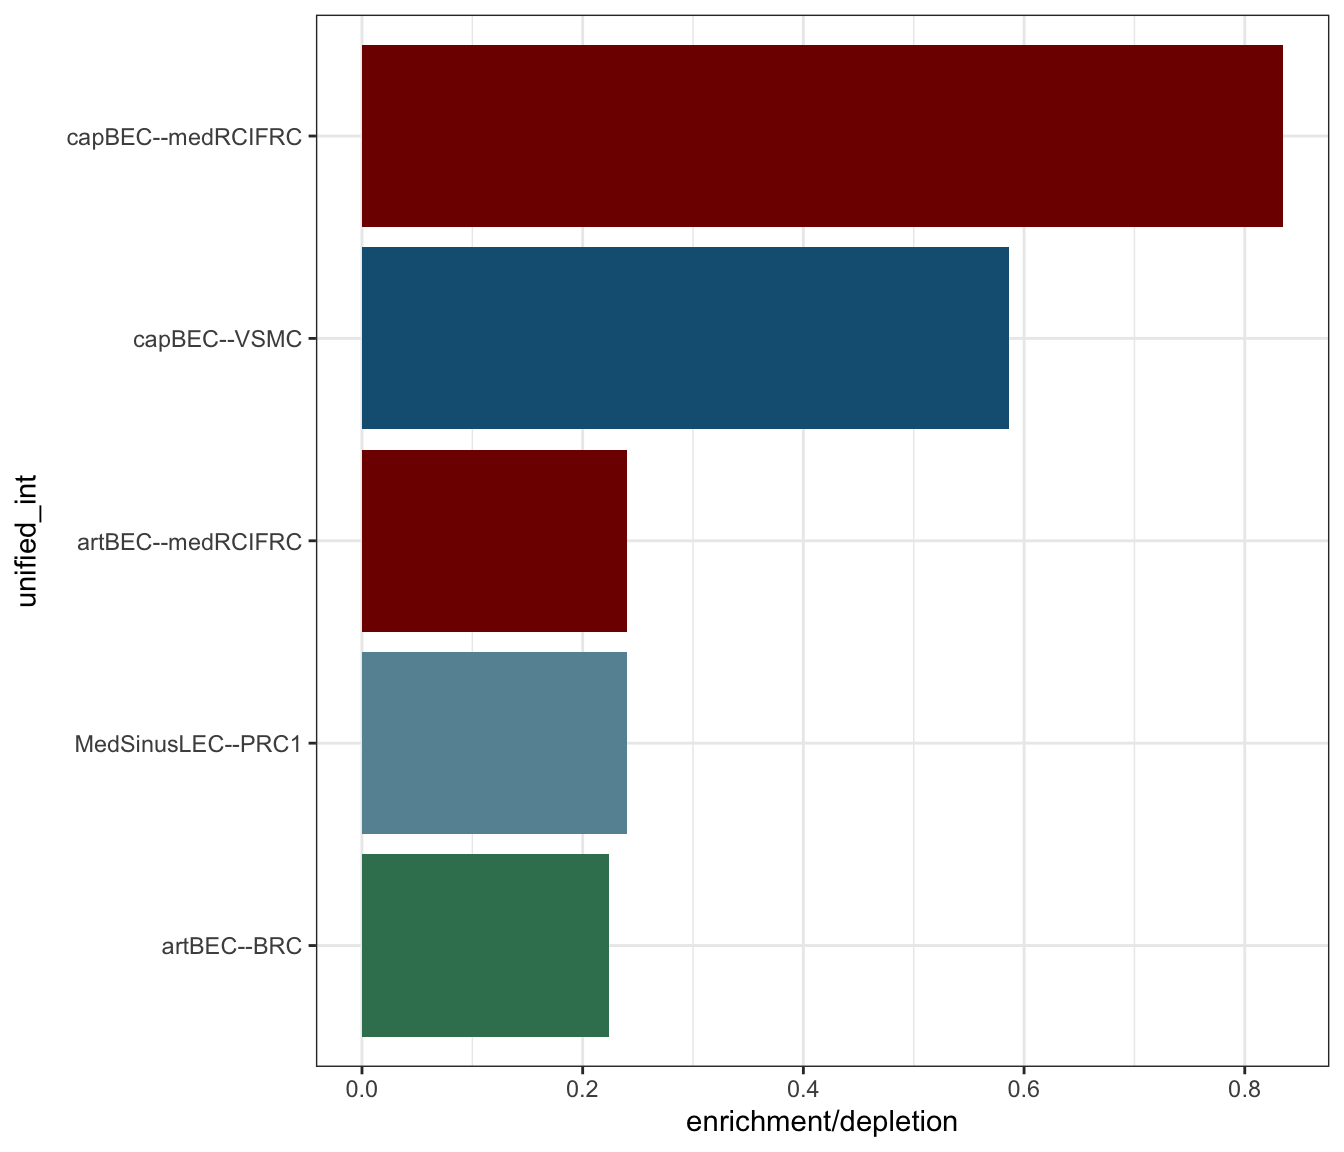 unified_int
capBEC--medRCIFRC
capBEC--VSMC
artBEC--medRCIFRC
MedSinusLEC--PRC1
artBEC--BRC
0.0 0.2 0.4 0.6 0.8
enrichment/depletion